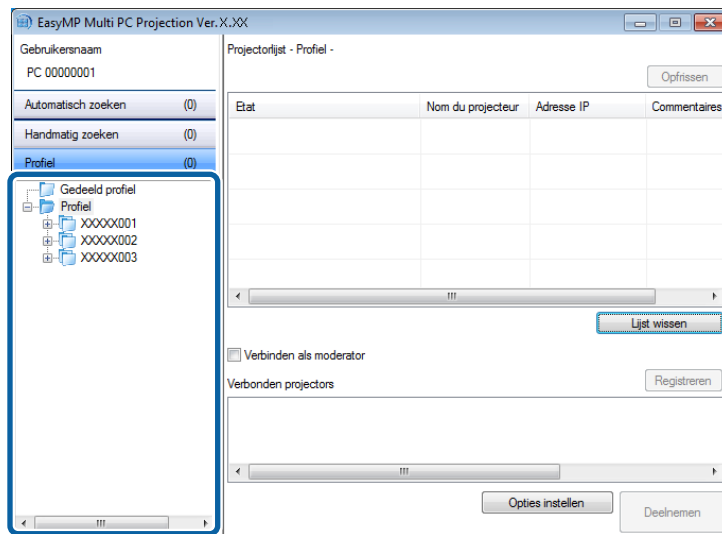 EasyMP Multi PC Projection Ver.X.XX
Gebruikersnaam
PC 00000001
Automatisch zoeken (0)
Handmatig zoeken (0)
Profiel (0)
Gedeeld profiel
Profiel
XXXXX001
XXXXX002
XXXXX003
Projectorlijst - Profiel -
Opfrissen
Etat Nom du projecteur Adresse IP Commentaires
Lijst wissen
Verbinden als moderator
Verbonden projectors
Registreren
Opties instellen
Deelnemen